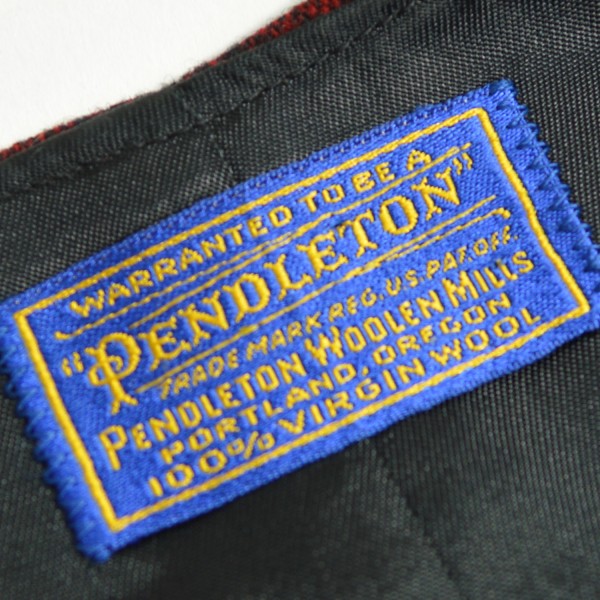 WARRANTED TO BE A
"PENDLETON"
TRADE MARK REG. U.S. PAT. OFF.
PENDLETON WOOLEN MILLS
PORTLAND, OREGON
100% VIRGIN WOOL